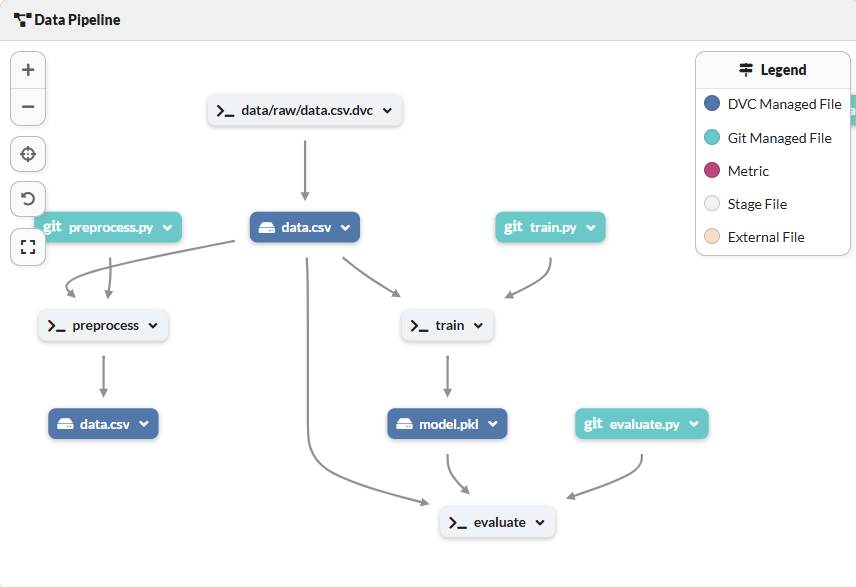 Data Pipeline
Legend
DVC Managed File
Git Managed File
Metric
Stage File
External File
data/raw/data.csv.dvc
git preprocess.py
data.csv
git train.py
preprocess
train
data.csv
model.pkl
git evaluate.py
evaluate